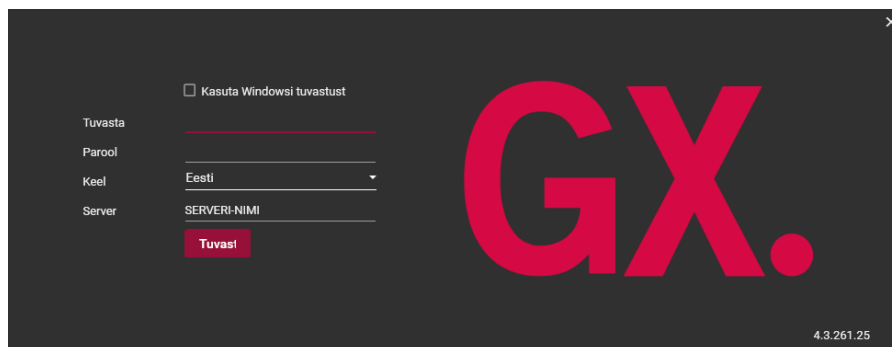 ×
Kasuta Windowsi tuvastust
Tuvasta
Parool
Keel Eesti
Server SERVERI-NIMI
Tuvast
GX.
4.3.261.25